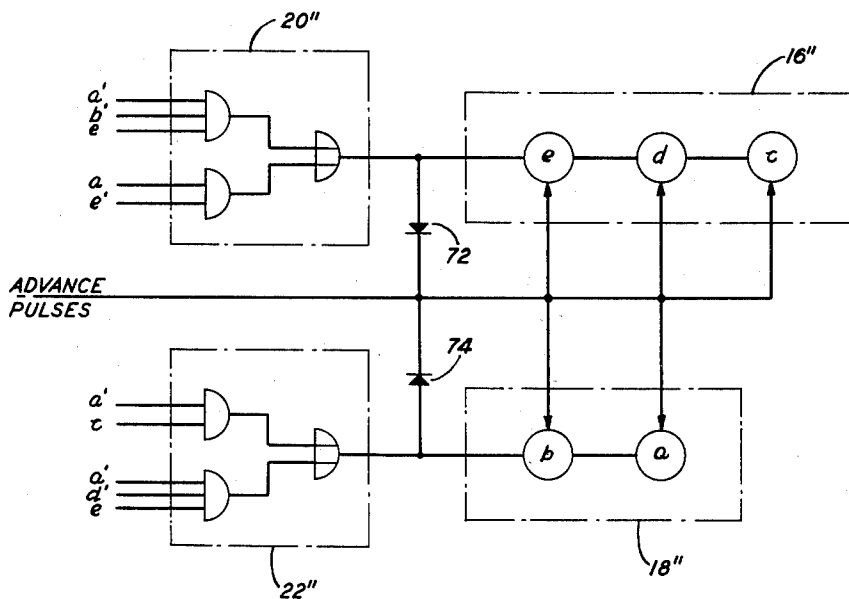 20"
16"
a'
b'
e
a
e'
e
d
c
72
ADVANCE
PULSES
74
a'
c
a'
d'
e
b
a
22"
18"